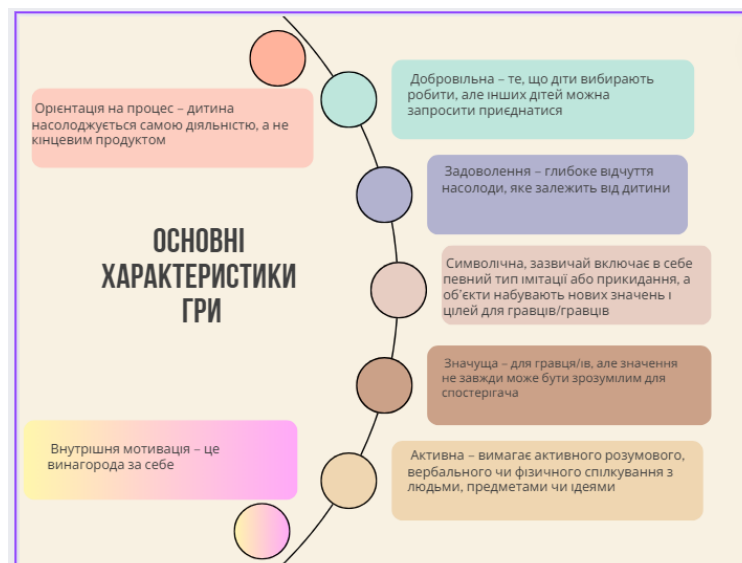 Орієнтація на процес – дитина
насолоджується самою діяльністю, а не
кінцевим продуктом
Добровільна – те, що діти вибирають
робити, але інших дітей можна
запросити приєднатися
Задоволення – глибоке відчуття
насолоди, яке залежить від дитини
ОСНОВНІ
ХАРАКТЕРИСТИКИ
ГРИ
Символічна, зазвичай включає в себе
певний тип імітації або прикидання, а
об’єкти набувають нових значень і
цілей для гравців/гравців
Значуща – для гравця/ів, але значення
не завжди може бути зрозумілим для
спостерігача
Внутрішня мотивація – це
винагорода за себе
Активна – вимагає активного розумового,
вербального чи фізичного спілкування з
людьми, предметами чи ідеями